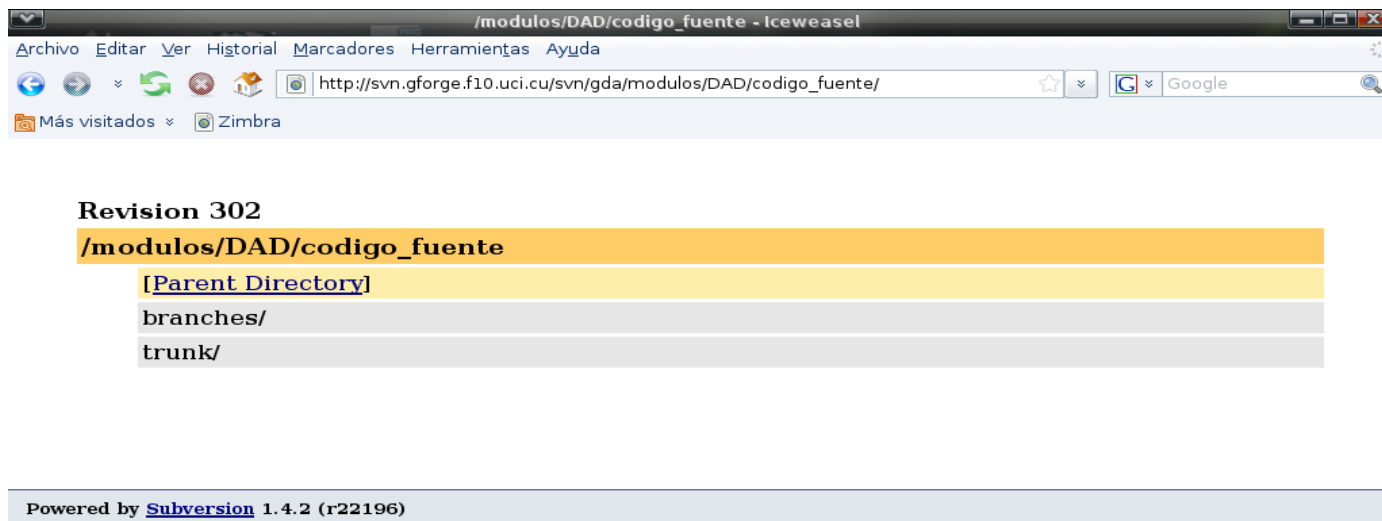 /modulos/DAD/codigo_fuente - Iceweasel
Archivo Editar Ver Historial Marcadores Herramientas Ayuda
http://svn.gforge.f10.uci.cu/svn/gda/modulos/DAD/codigo_fuente/ G Google
Más visitados Zimbra
Revision 302
/modulos/DAD/codigo_fuente
[Parent Directory]
branches/
trunk/
Powered by Subversion 1.4.2 (r22196)